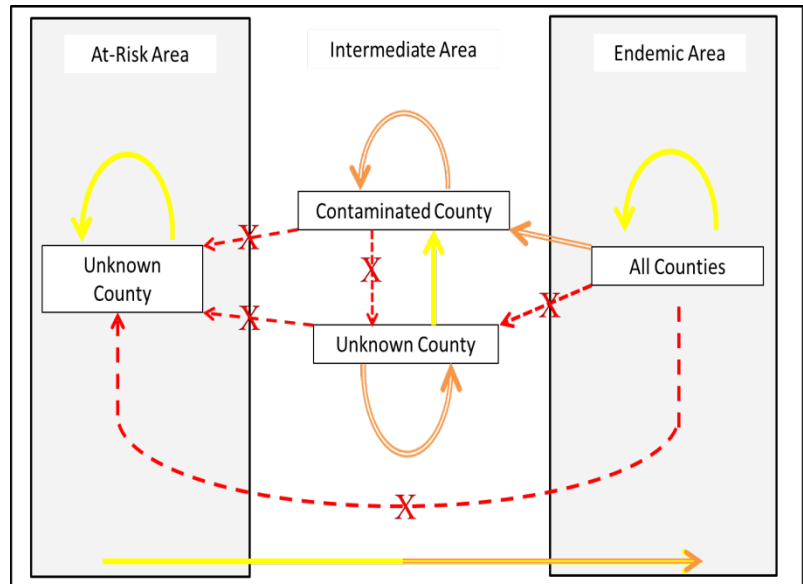 At-Risk Area
Intermediate Area
Endemic Area
Contaminated County
X
X
Unknown
County
All Counties
X
X
Unknown County
X